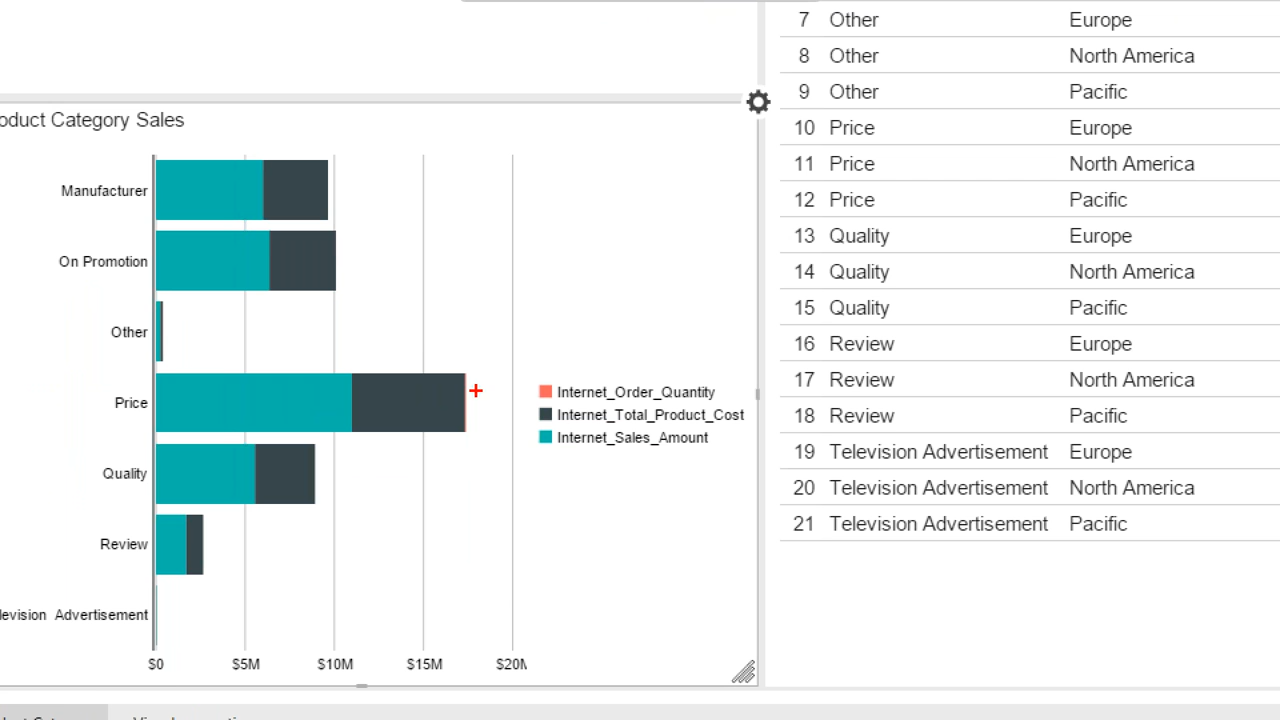 oduct Category Sales
Manufacturer
On Promotion
Other
Price
Quality
Review
levision Advertisement
$0 $5M $10M $15M $20M
Internet_Order_Quantity
Internet_Total_Product_Cost
Internet_Sales_Amount
7 Other Europe
8 Other North America
9 Other Pacific
10 Price Europe
11 Price North America
12 Price Pacific
13 Quality Europe
14 Quality North America
15 Quality Pacific
16 Review Europe
17 Review North America
18 Review Pacific
19 Television Advertisement Europe
20 Television Advertisement North America
21 Television Advertisement Pacific